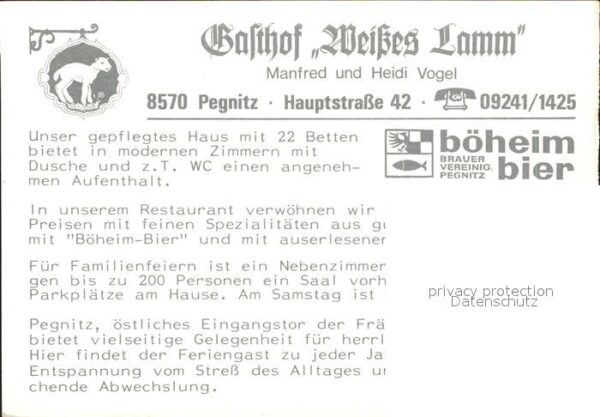 Gasthof „Weißes Lamm"
Manfred und Heidi Vogel
8570 Pegnitz · Hauptstraße 42 · 09241/1425
Unser gepflegtes Haus mit 22 Betten
bietet in modernen Zimmern mit
Dusche und z.T. WC einen angeneh-
men Aufenthalt.
böheim
BRAUER
VEREINIG.
PEGNITZ
bier
In unserem Restaurant verwöhnen wir
Preisen mit feinen Spezialitäten aus
mit "Böheim-Bier" und mit auserlesener
Für Familienfeiern ist ein Nebenzimmer
gen bis zu 200 Personen ein Saal vorh
Parkplätze am Hause. Am Samstag ist
privacy protection
Datenschutz
Pegnitz, östliches Eingangstor der Frä
bietet vielseitige Gelegenheit für herrl
Hier findet der Feriengast zu jeder Ja
Entspannung vom Streß des Alltages
chende Abwechslung.